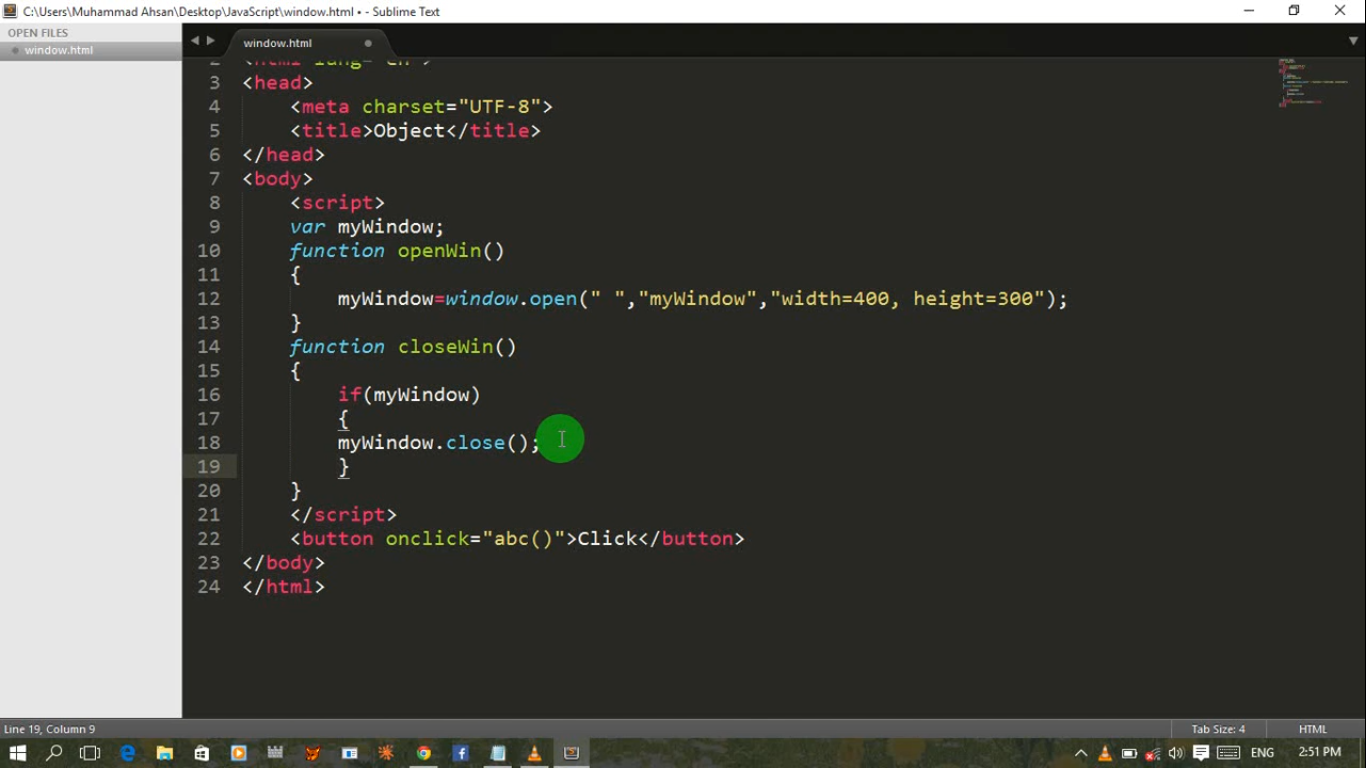 C:\Users\Muhammad Ahsan\Desktop\JavaScript\window.html • - Sublime Text
OPEN FILES
window.html
window.html
3 <head>
4 <meta charset="UTF-8">
5 <title>Object</title>
6 </head>
7 <body>
8 <script>
9 var myWindow;
10 function openWin()
11 {
12 myWindow=window.open(" ","myWindow","width=400, height=300");
13 }
14 function closeWin()
15 {
16 if(myWindow)
17 {
18 myWindow.close();
19 }
20 }
21 </script>
22 <button onclick="abc()">Click</button>
23 </body>
24 </html>
Line 19, Column 9
Tab Size: 4
HTML
ENG
2:51 PM